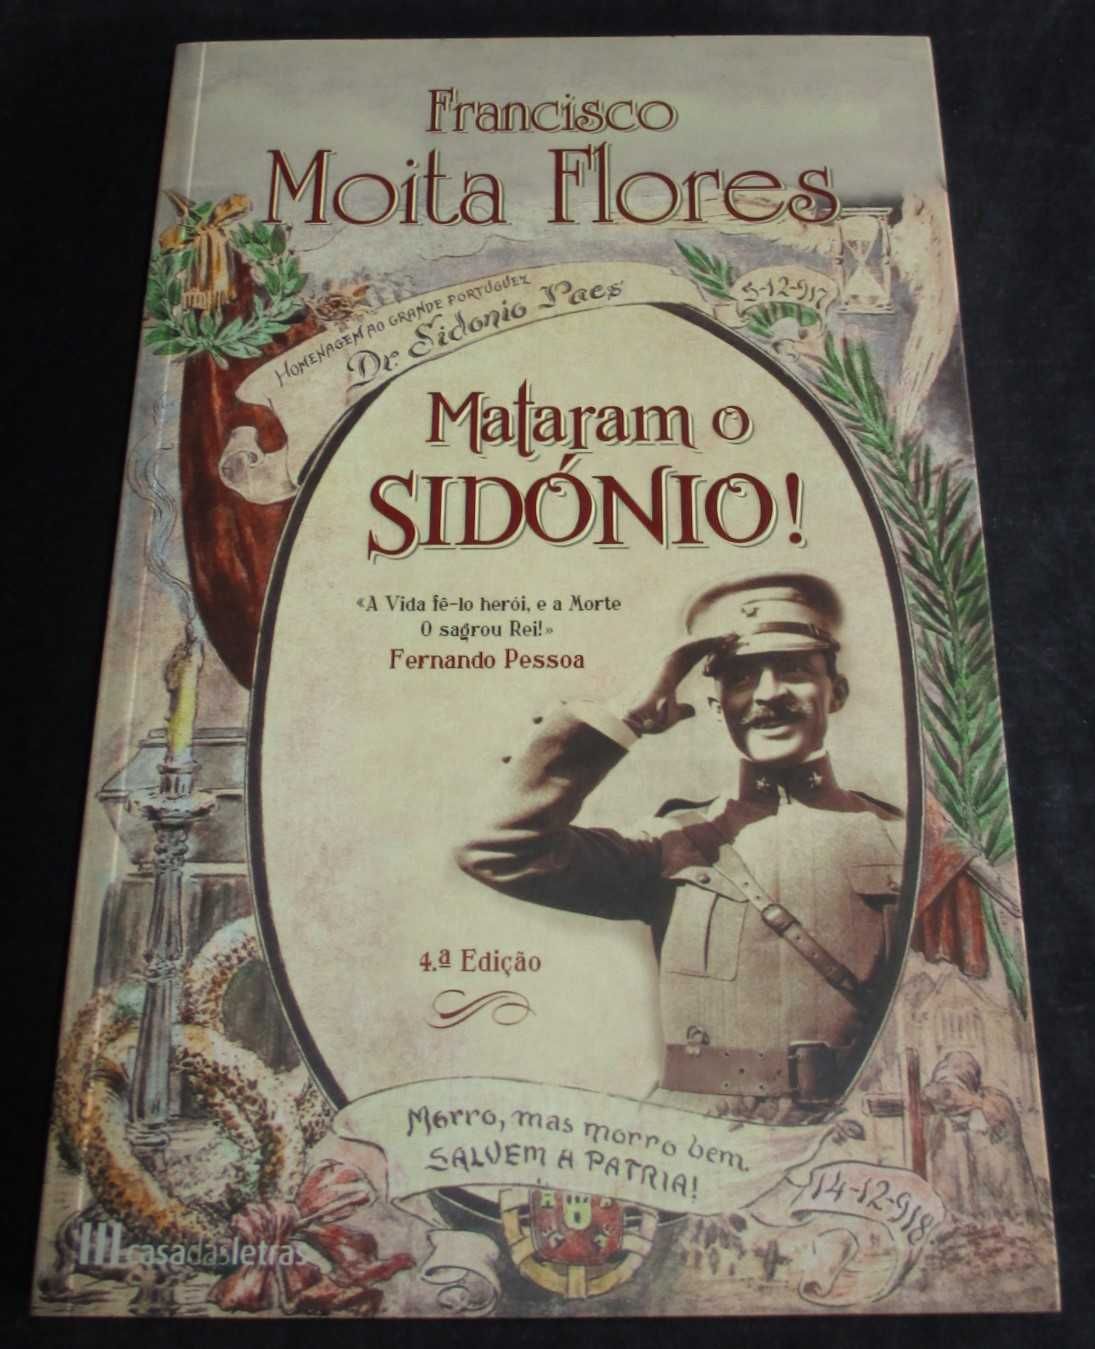 Francisco
Moita Flores
HOMENAGEM AO GRANDE PORTUGUEZ
Dr. Sidonio Paes
5-12-917
Mataram o
SIDÓNIO!
«A Vida fê-lo herói, e a Morte
O sagrou Rei!»
Fernando Pessoa
4.ª Edição
Morro, mas morro bem.
SALVEM A PATRIA!
14-12-918
casadasletras